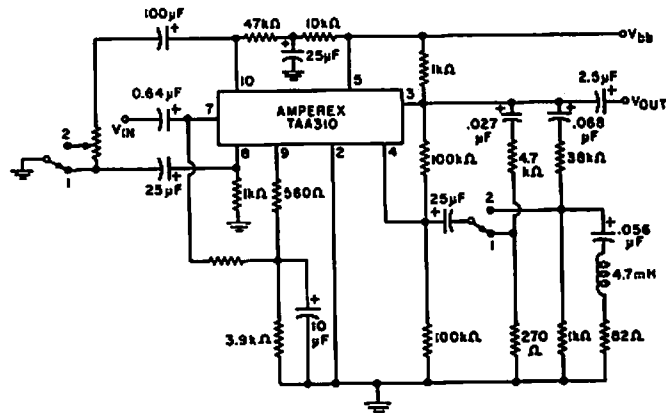 100μF
47kΩ
10kΩ
25μF
Vbb
1kΩ
10
5
3
2.5μF
VOUT
0.64μF
VIN
7
AMPEREX
TAA310
8
9
2
4
2
1
25μF
1kΩ
560Ω
100kΩ
.027
μF
.068
μF
4.7
kΩ
38kΩ
25μF
2
1
.056
μF
4.7mH
3.9kΩ
10
μF
100kΩ
270
Ω
1kΩ
82Ω